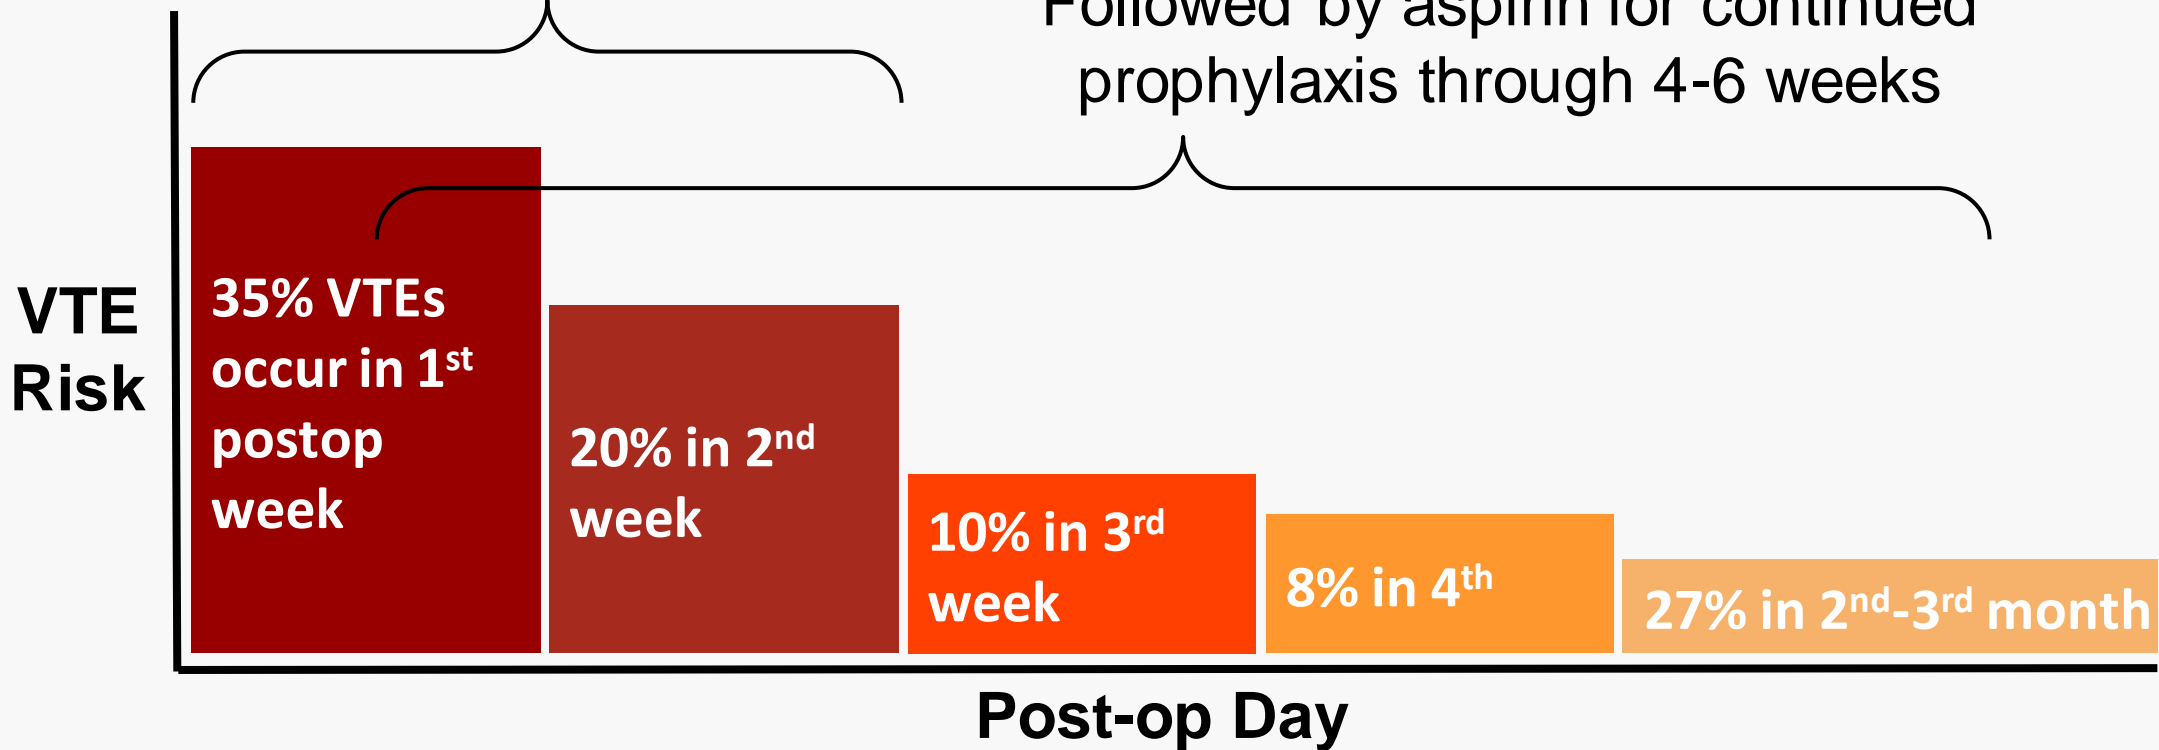 Followed by aspirin for continued
prophylaxis through 4-6 weeks
VTE
Risk
35% VTEs
occur in 1st
postop
week
20% in 2nd
week
10% in 3rd
week
8% in 4th
27% in 2nd-3rd month
Post-op Day